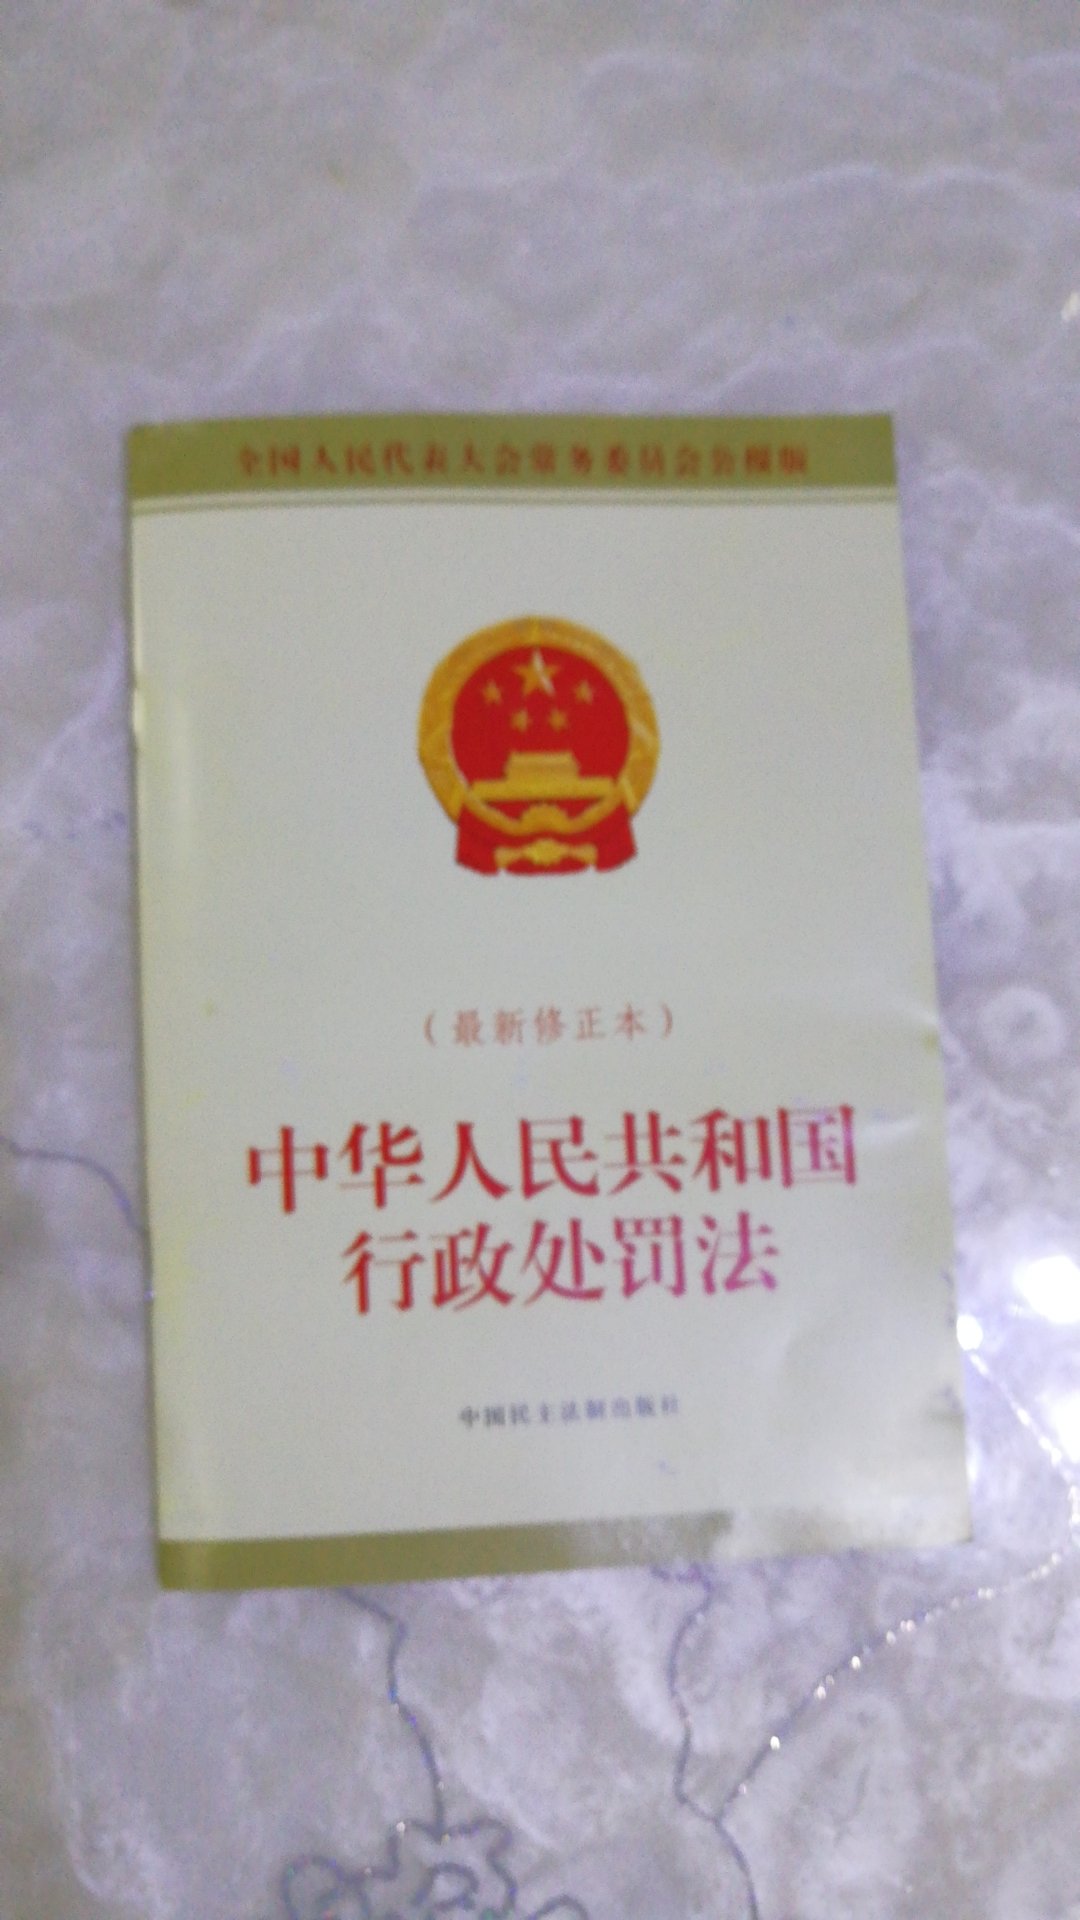 全国人民代表大会常务委员会公报版
（最新修正本）
中华人民共和国
行政处罚法
中国民主法制出版社